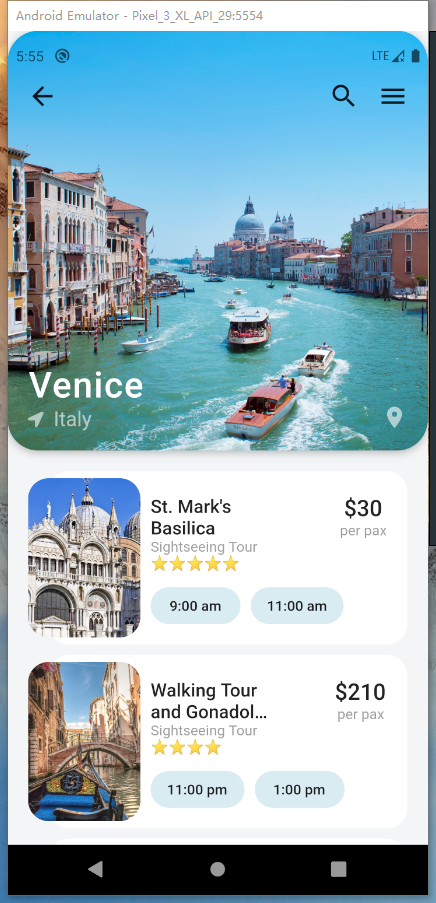 Android Emulator - Pixel_3_XL_API_29:5554
5:55
LTE
Venice
Italy
St. Mark's
Basilica
$30
per pax
Sightseeing Tour
9:00 am
11:00 am
Walking Tour
and Gonadol...
$210
per pax
Sightseeing Tour
11:00 pm
1:00 pm